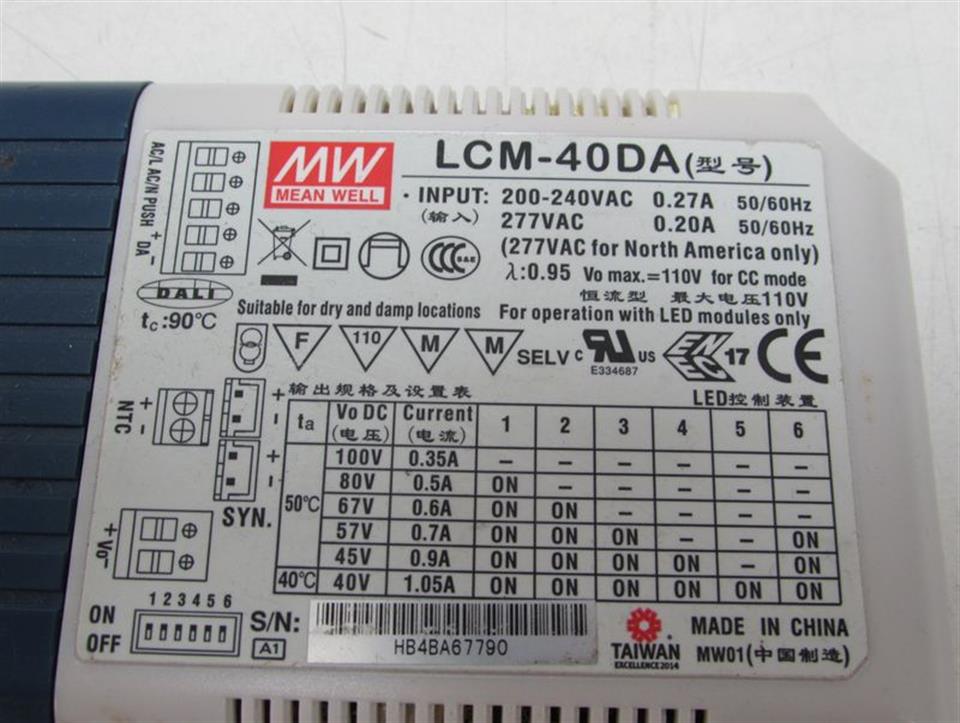 MW
MEAN WELL
LCM-40DA(型号)
· INPUT: 200-240VAC 0.27A 50/60Hz
(输入) 277VAC 0.20A 50/60Hz
(277VAC for North America only)
λ:0.95 Vo max.=110V for CC mode
恒流型 最大电压110V
AC/L AC/N PUSH + DA −
DALI
tc:90℃
Suitable for dry and damp locations
For operation with LED modules only
F 110 M M SELV c RU US ENEC 17 CE
E334687
输出规格及设置表
LED控制装置
NTC + −
+ −
+ −
SYN.
+ Vo −
ta Vo DC (电压) Current (电流) 1 2 3 4 5 6
50℃ 100V 0.35A – – – – – –
80V 0.5A ON – – – – –
67V 0.6A ON ON – – – –
57V 0.7A ON ON ON – – ON
45V 0.9A ON ON ON ON – ON
40℃ 40V 1.05A ON ON ON ON ON ON
1 2 3 4 5 6
ON
OFF
S/N:
A1
HB4BA67790
TAIWAN
EXCELLENCE 2014
MADE IN CHINA
MW01(中国制造)